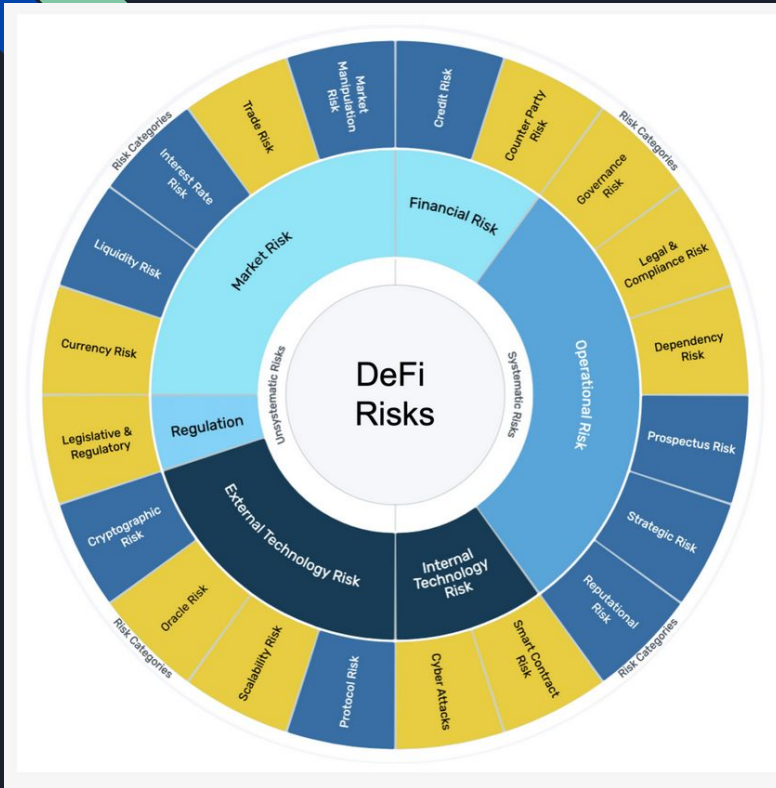 DeFi
Risks
Unsystematic Risks
Systematic Risks
Market Risk
Financial Risk
Operational Risk
Internal
Technology
Risk
External Technology Risk
Regulation
Risk Categories
Risk Categories
Risk Categories
Risk Categories
Credit Risk
Counter Party
Risk
Governance
Risk
Legal &
Compliance Risk
Dependency
Risk
Prospectus Risk
Strategic Risk
Reputational
Risk
Smart Contract
Risk
Cyber Attacks
Protocol Risk
Scalability Risk
Oracle Risk
Cryptographic
Risk
Legislative &
Regulatory
Currency Risk
Liquidity Risk
Interest Rate
Risk
Trade Risk
Market
Manipulation
Risk